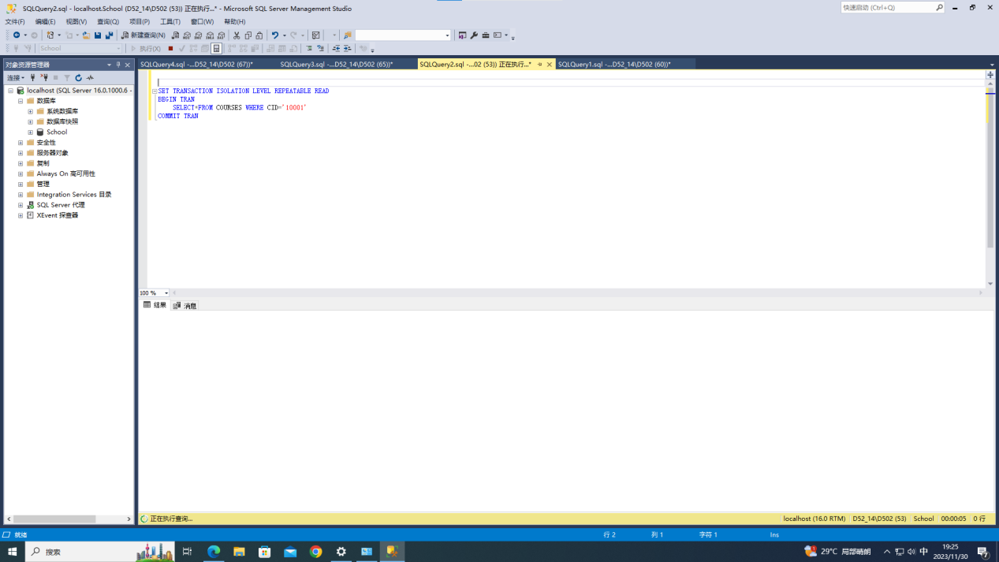 SQLQuery2.sql - localhost.School (D52_14\D502 (53)) 正在执行...* - Microsoft SQL Server Management Studio
快速启动 (Ctrl+Q)
文件(F) 编辑(E) 视图(V) 查询(Q) 项目(P) 工具(T) 窗口(W) 帮助(H)
新建查询(N)
School
执行(X)
对象资源管理器
SQLQuery4.sql -...D52_14\D502 (67))*
SQLQuery3.sql -...D52_14\D502 (65))*
SQLQuery2.sql -...02 (53)) 正在执行...*
SQLQuery1.sql -...D52_14\D502 (60))*
连接
localhost (SQL Server 16.0.1000.6 -
数据库
系统数据库
数据库快照
School
安全性
服务器对象
复制
Always On 高可用性
管理
Integration Services 目录
SQL Server 代理
XEvent 探查器
SET TRANSACTION ISOLATION LEVEL REPEATABLE READ
BEGIN TRAN
SELECT*FROM COURSES WHERE CID='10001'
COMMIT TRAN
100 %
结果 消息
正在执行查询...
localhost (16.0 RTM) D52_14\D502 (53) School 00:00:05 0 行
就绪
行 2 列 1 字符 1 Ins
搜索
29°C 局部晴朗
中
19:25
2023/11/30
7